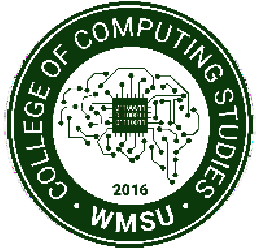 COLLEGE OF COMPUTING STUDIES
2016
• WMSU •